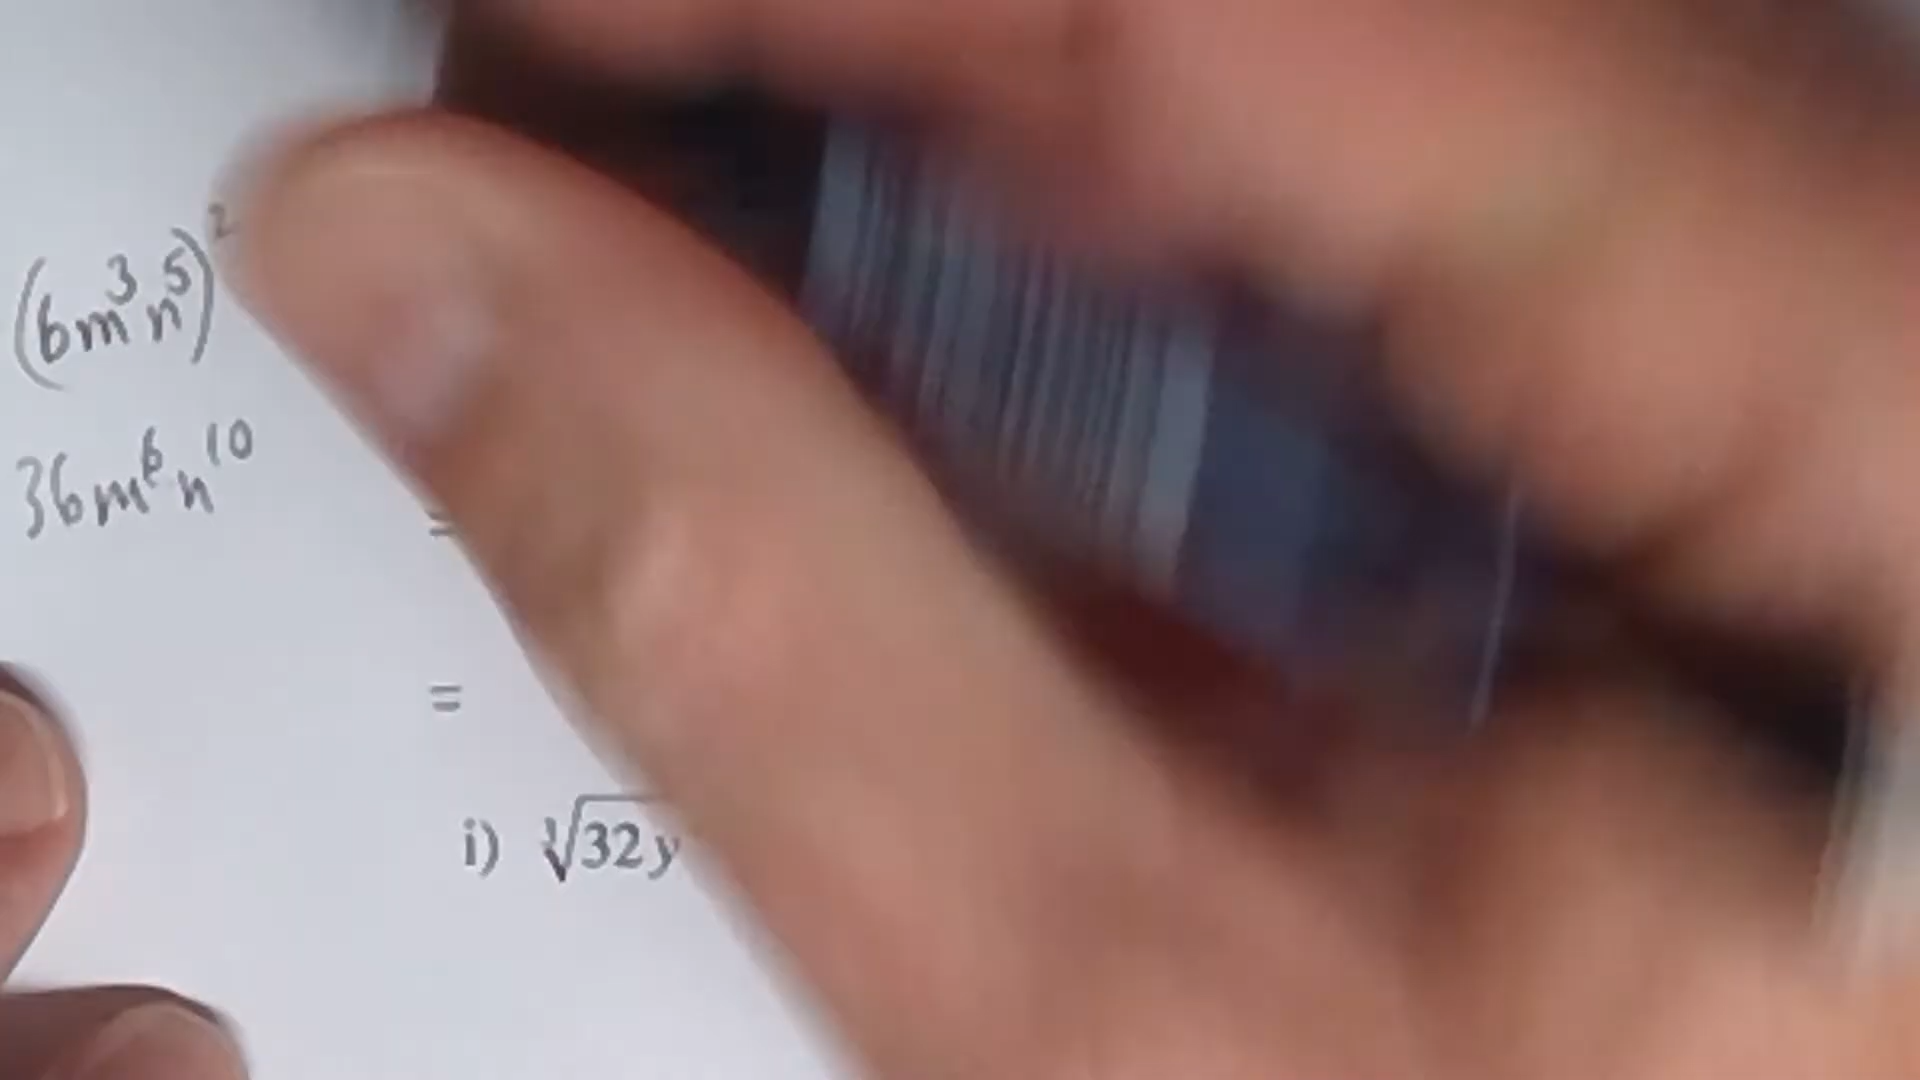 (6m³n⁵)²
36m⁶n¹⁰
=
=
i) ∛32y